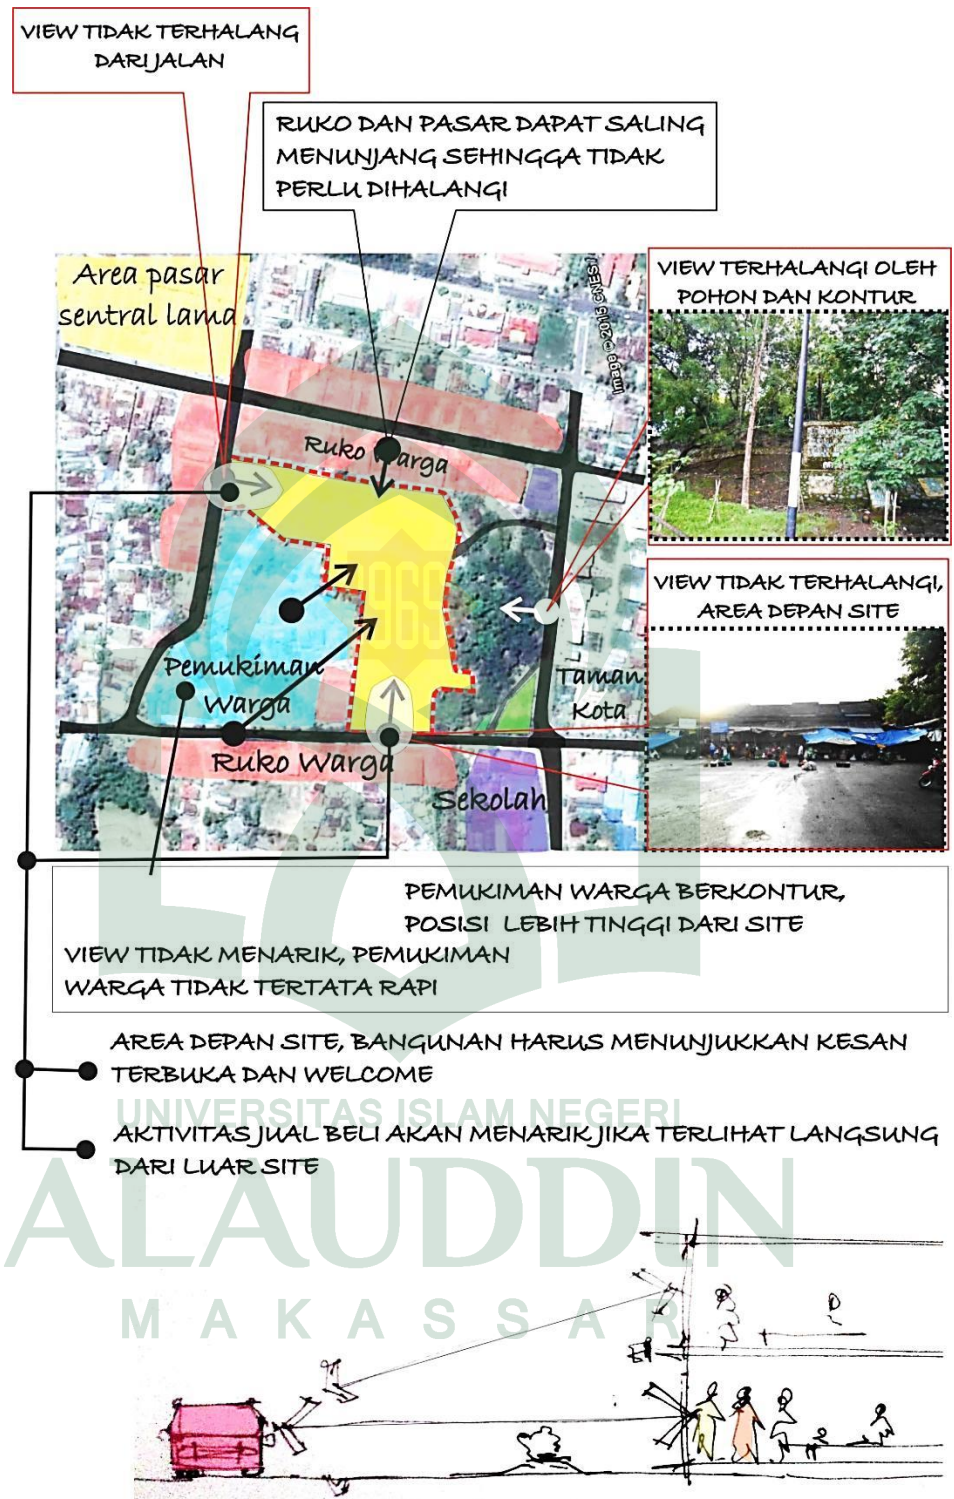 VIEW TIDAK TERHALANG
DARI JALAN
RUKO DAN PASAR DAPAT SALING
MENUNJANG SEHINGGA TIDAK
PERLU DIHALANGI
Area pasar
sentral lama
VIEW TERHALANGI OLEH
POHON DAN KONTUR
Image © 2015 CNES /
Ruko Warga
VIEW TIDAK TERHALANGI,
AREA DEPAN SITE
1969
Pemukiman
Warga
Taman
Kota
Ruko Warga
Sekolah
PEMUKIMAN WARGA BERKONTUR,
POSISI LEBIH TINGGI DARI SITE
VIEW TIDAK MENARIK, PEMUKIMAN
WARGA TIDAK TERTATA RAPI
AREA DEPAN SITE, BANGUNAN HARUS MENUNJUKKAN KESAN
TERBUKA DAN WELCOME
UNIVERSITAS ISLAM NEGERI
AKTIVITAS JUAL BELI AKAN MENARIK JIKA TERLIHAT LANGSUNG
DARI LUAR SITE
ALAUDDIN
MAKASSAR